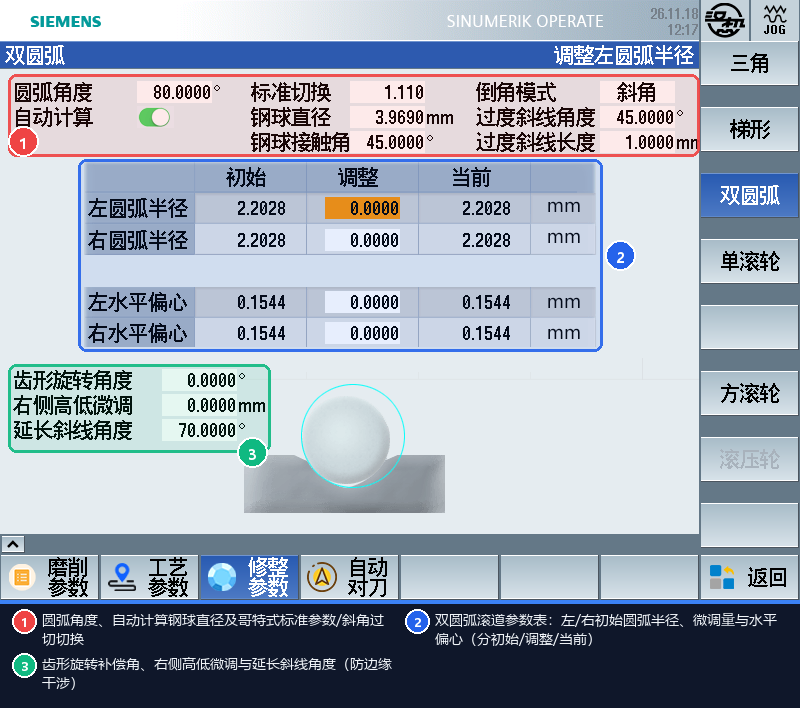 SIEMENS
SINUMERIK OPERATE
26.11.18
12:17
JOG
双圆弧
调整左圆弧半径
圆弧角度 80.0000° 标准切换 1.110 倒角模式 斜角
自动计算 钢球直径 3.9690mm 过度斜线角度 45.0000°
1 钢球接触角 45.0000° 过度斜线长度 1.0000mm
初始 调整 当前
左圆弧半径 2.2028 0.0000 2.2028 mm
右圆弧半径 2.2028 0.0000 2.2028 mm
2
左水平偏心 0.1544 0.0000 0.1544 mm
右水平偏心 0.1544 0.0000 0.1544 mm
齿形旋转角度 0.0000°
右侧高低微调 0.0000mm
延长斜线角度 70.0000°
3
三角
梯形
双圆弧
单滚轮
方滚轮
滚压轮
返回
磨削
参数
工艺
参数
修整
参数
自动
对刀
1 圆弧角度、自动计算钢球直径及哥特式标准参数/斜角过
切切换
2 双圆弧滚道参数表：左/右初始圆弧半径、微调量与水平
偏心（分初始/调整/当前）
3 齿形旋转补偿角、右侧高低微调与延长斜线角度（防边缘
干涉）